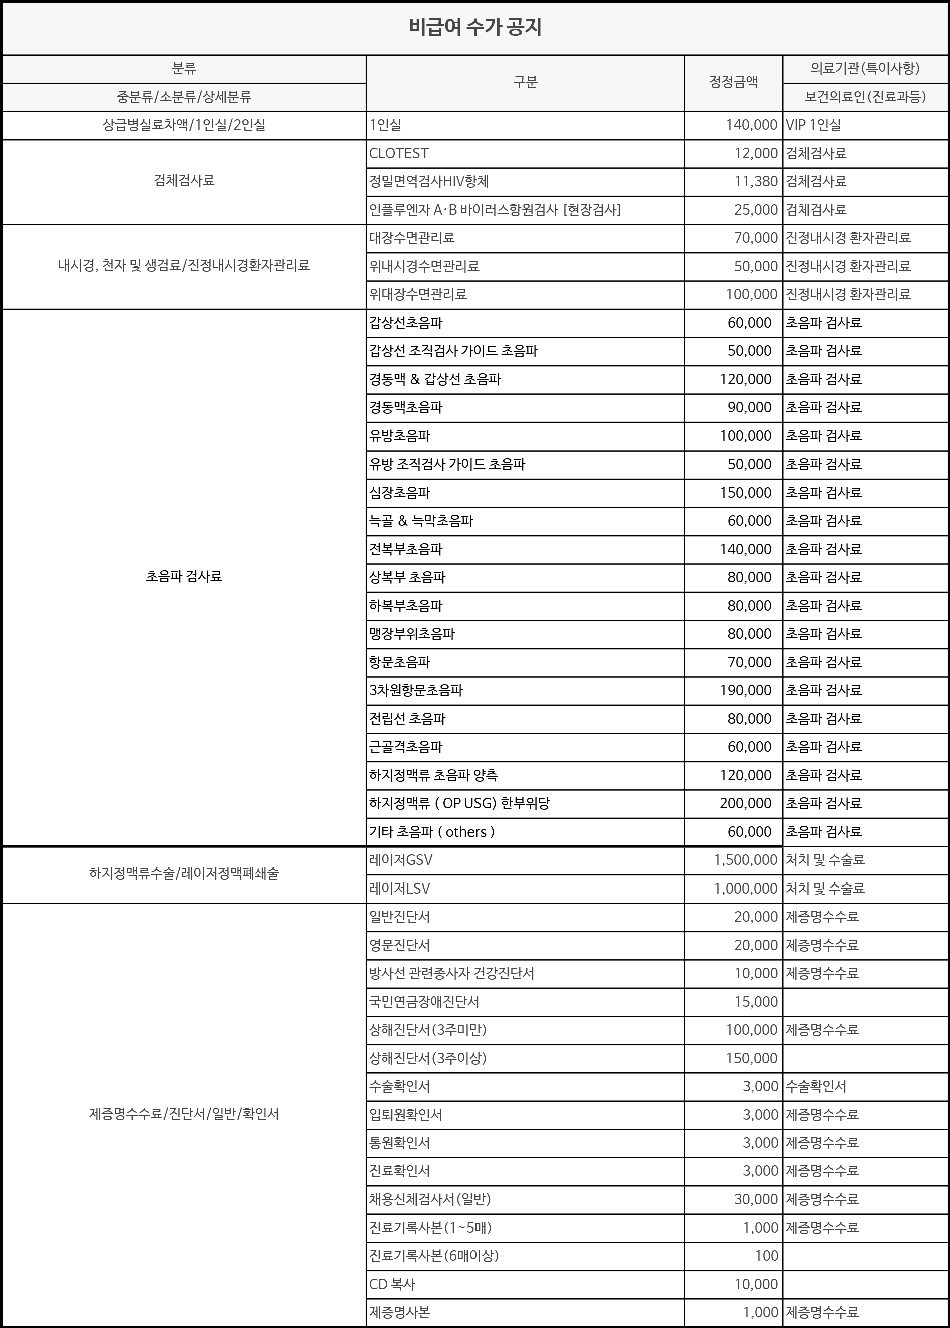 비급여 수가 공지
분류 구분 정정금액 의료기관(특이사항)
중분류/소분류/상세분류 보건의료인(진료과등)
상급병실료차액/1인실/2인실 1인실 140,000 VIP 1인실
검체검사료 CLOTEST 12,000 검체검사료
정밀면역검사HIV항체 11,380 검체검사료
인플루엔자 A·B 바이러스항원검사 [현장검사] 25,000 검체검사료
내시경, 천자 및 생검료/진정내시경환자관리료 대장수면관리료 70,000 진정내시경 환자관리료
위내시경수면관리료 50,000 진정내시경 환자관리료
위대장수면관리료 100,000 진정내시경 환자관리료
초음파 검사료 갑상선초음파 60,000 초음파 검사료
갑상선 조직검사 가이드 초음파 50,000 초음파 검사료
경동맥 & 갑상선 초음파 120,000 초음파 검사료
경동맥초음파 90,000 초음파 검사료
유방초음파 100,000 초음파 검사료
유방 조직검사 가이드 초음파 50,000 초음파 검사료
심장초음파 150,000 초음파 검사료
늑골 & 늑막초음파 60,000 초음파 검사료
전복부초음파 140,000 초음파 검사료
상복부 초음파 80,000 초음파 검사료
하복부초음파 80,000 초음파 검사료
맹장부위초음파 80,000 초음파 검사료
항문초음파 70,000 초음파 검사료
3차원항문초음파 190,000 초음파 검사료
전립선 초음파 80,000 초음파 검사료
근골격초음파 60,000 초음파 검사료
하지정맥류 초음파 양측 120,000 초음파 검사료
하지정맥류 ( OP USG) 한부위당 200,000 초음파 검사료
기타 초음파 ( others ) 60,000 초음파 검사료
하지정맥류수술/레이저정맥폐쇄술 레이저GSV 1,500,000 처치 및 수술료
레이저LSV 1,000,000 처치 및 수술료
제증명수수료/진단서/일반/확인서 일반진단서 20,000 제증명수수료
영문진단서 20,000 제증명수수료
방사선 관련종사자 건강진단서 10,000 제증명수수료
국민연금장애진단서 15,000
상해진단서(3주미만) 100,000 제증명수수료
상해진단서(3주이상) 150,000
수술확인서 3,000 수술확인서
입퇴원확인서 3,000 제증명수수료
통원확인서 3,000 제증명수수료
진료확인서 3,000 제증명수수료
채용신체검사서(일반) 30,000 제증명수수료
진료기록사본(1~5매) 1,000 제증명수수료
진료기록사본(6매이상) 100
CD 복사 10,000
제증명사본 1,000 제증명수수료